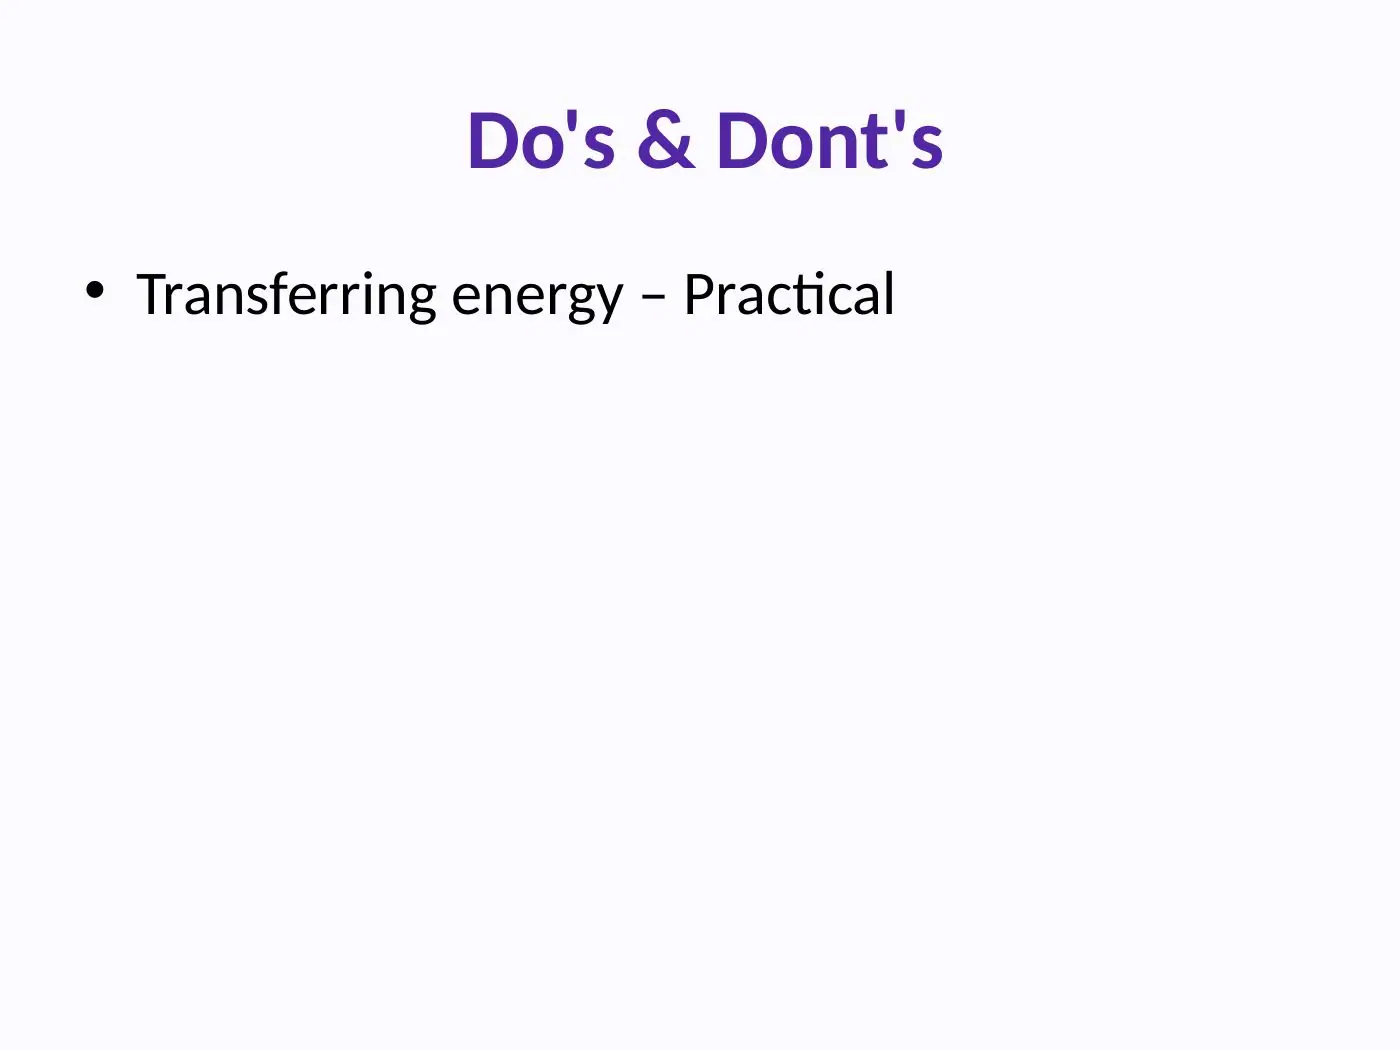 Do's & Dont's
• Transferring energy – Practical